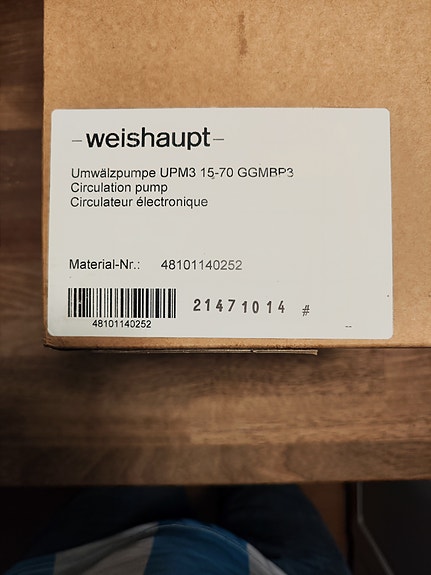 -weishaupt-
Umwälzpumpe UPM3 15-70 GGMBP3
Circulation pump
Circulateur électronique
Material-Nr.: 48101140252
48101140252
21471014 #
--